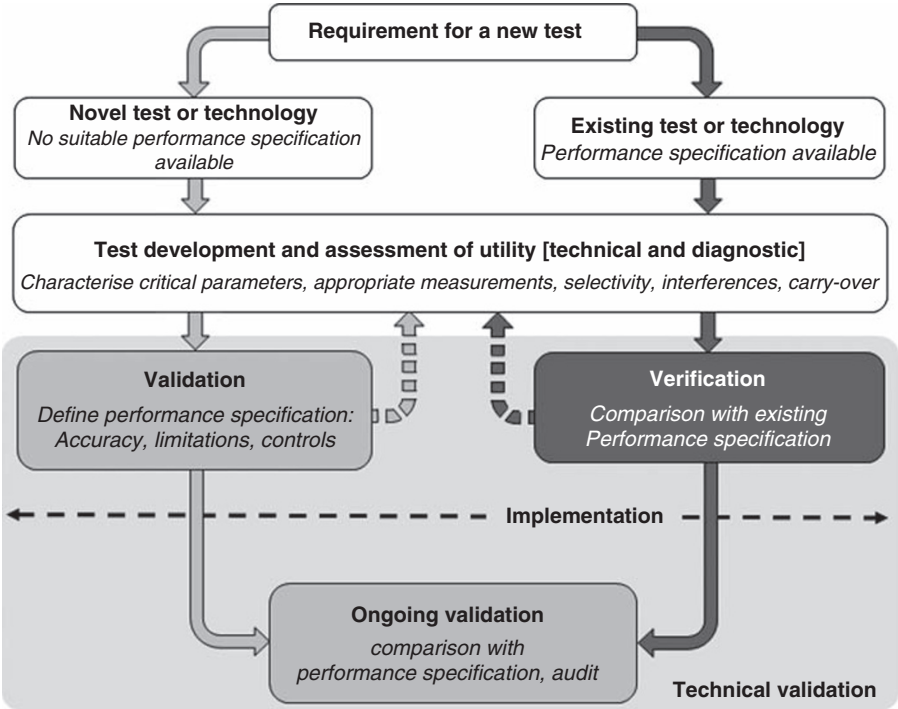 Requirement for a new test
Novel test or technology
No suitable performance specification
available
Existing test or technology
Performance specification available
Test development and assessment of utility [technical and diagnostic]
Characterise critical parameters, appropriate measurements, selectivity, interferences, carry-over
Validation
Define performance specification:
Accuracy, limitations, controls
Verification
Comparison with existing
Performance specification
Implementation
Ongoing validation
comparison with
performance specification, audit
Technical validation